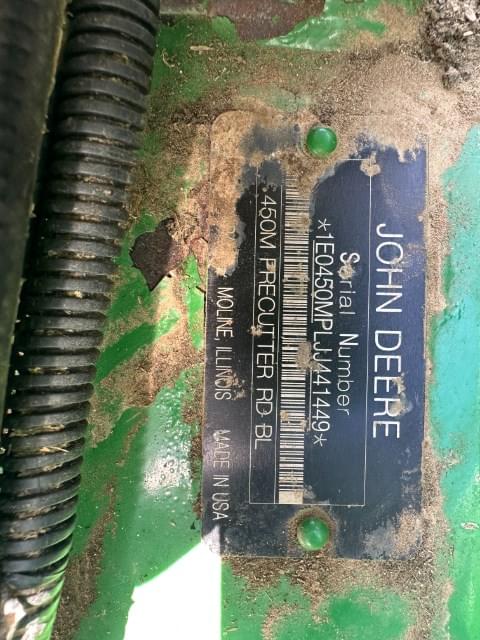 JOHN DEERE
Serial Number
*1E0450MPLJJ441449*
450M PRECUTTER RD BL
MOLINE, ILLINOIS MADE IN USA